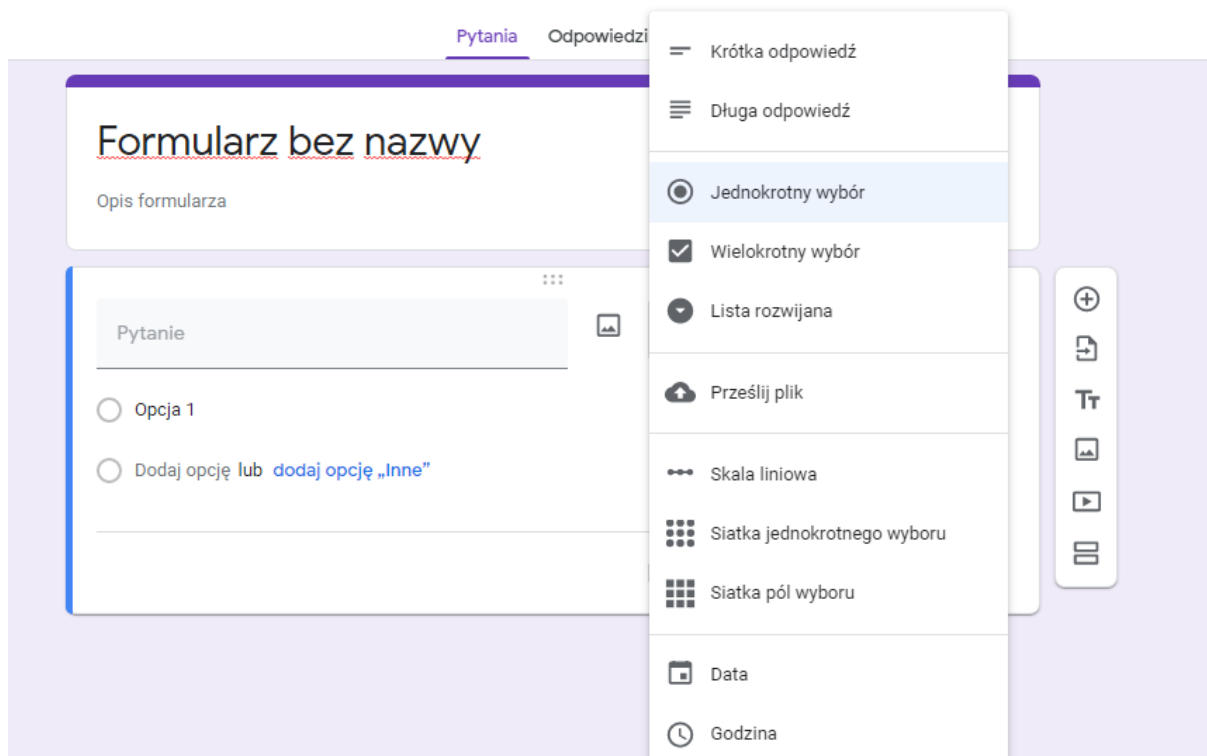 Pytania Odpowiedzi
Formularz bez nazwy
Opis formularza
Pytanie
Opcja 1
Dodaj opcję lub dodaj opcję „Inne”
Krótka odpowiedź
Długa odpowiedź
Jednokrotny wybór
Wielokrotny wybór
Lista rozwijana
Prześlij plik
Skala liniowa
Siatka jednokrotnego wyboru
Siatka pól wyboru
Data
Godzina
Tт